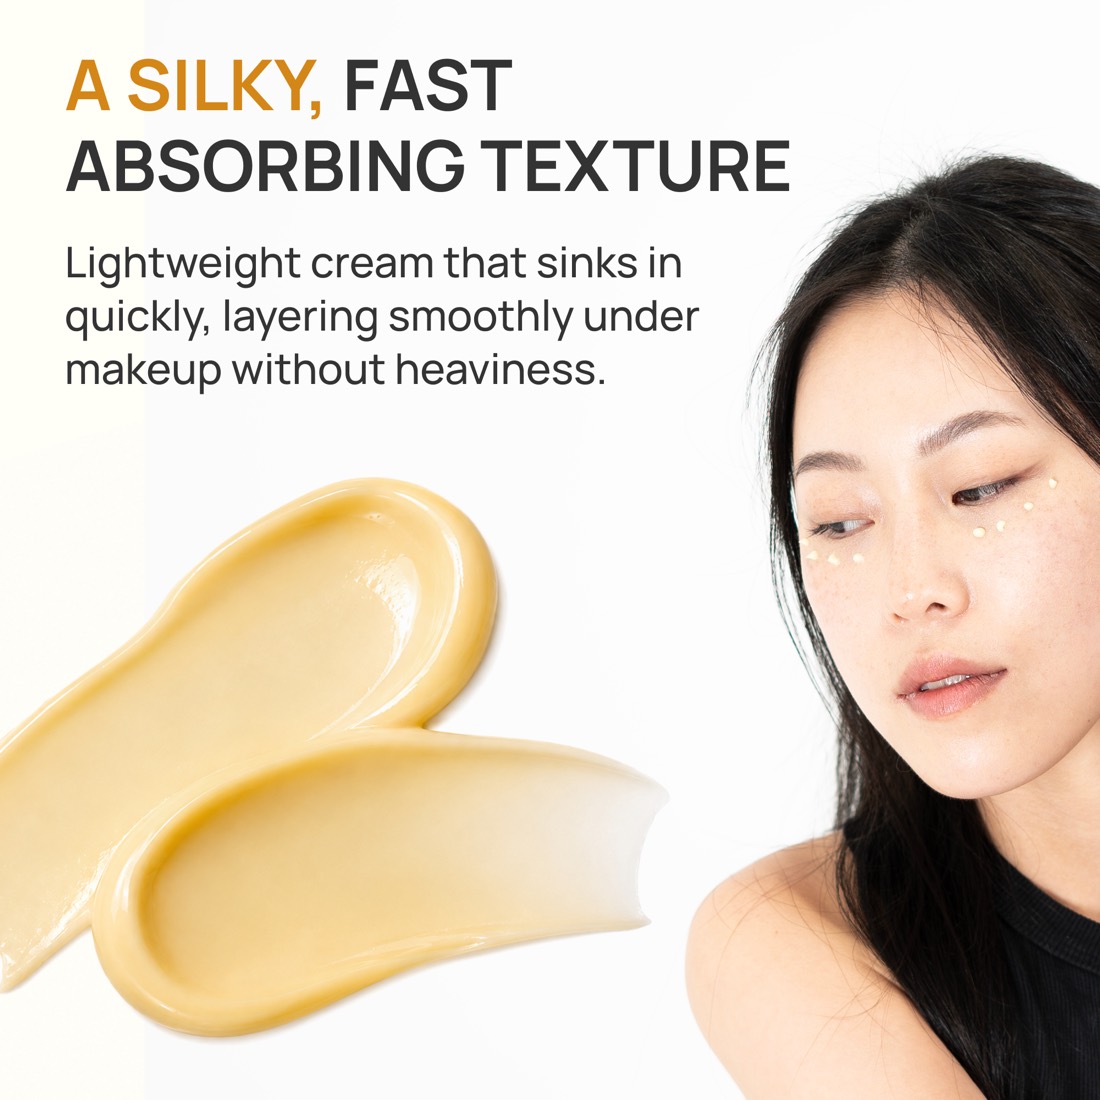 A SILKY, FAST
ABSORBING TEXTURE
Lightweight cream that sinks in
quickly, layering smoothly under
makeup without heaviness.